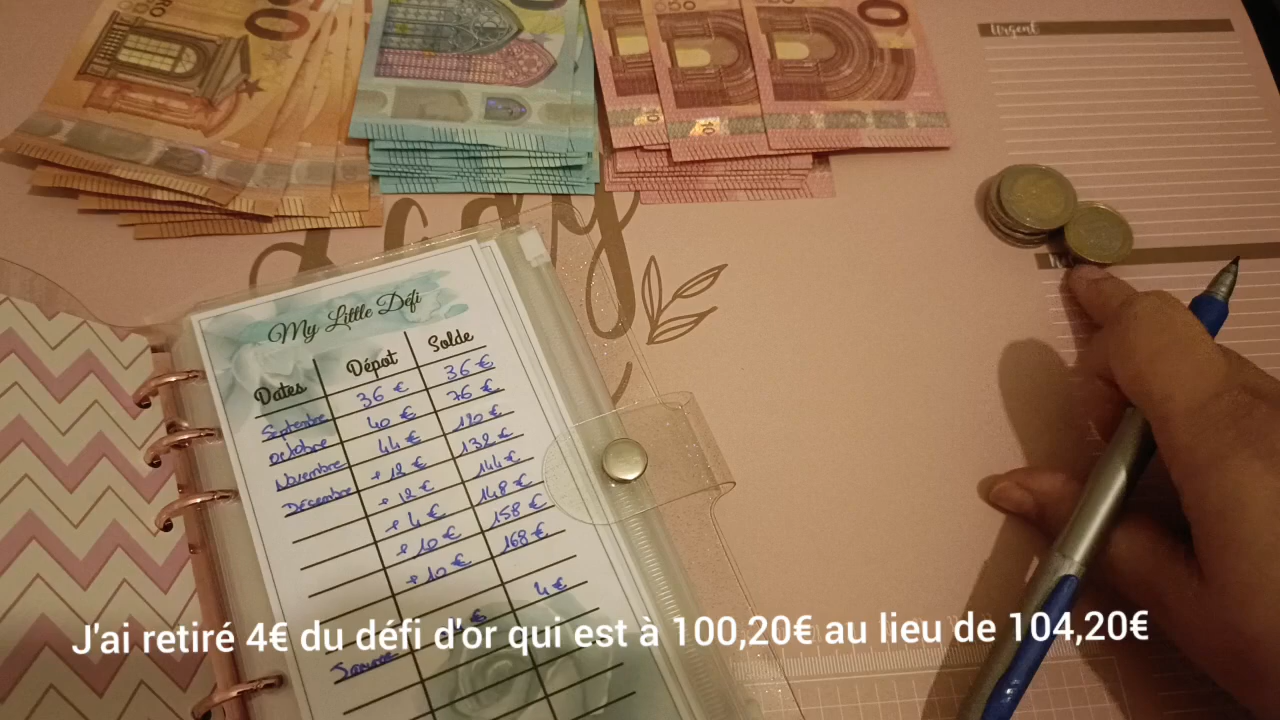 Urgent
My Little Défi
Dates Dépot Solde
Septembre 36 € 36 €
Octobre 40 € 76 €
Novembre 44 € 120 €
Décembre + 12 € 132 €
+ 12 € 144 €
+ 4 € 148 €
+ 10 € 158 €
+ 10 € 168 €
€ 4 €
J'ai retiré 4€ du défi d'or qui est à 100,20€ au lieu de 104,20€